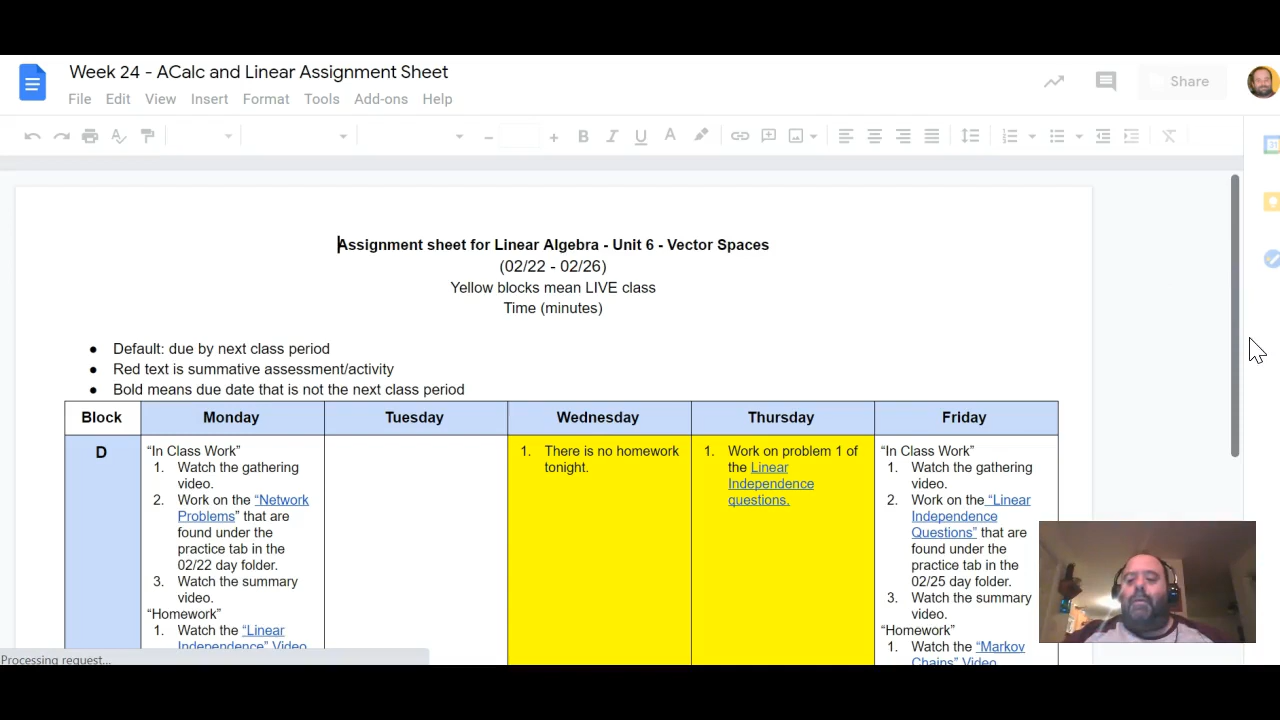 Week 24 - ACalc and Linear Assignment Sheet
File Edit View Insert Format Tools Add-ons Help
Share
31
Assignment sheet for Linear Algebra - Unit 6 - Vector Spaces
(02/22 - 02/26)
Yellow blocks mean LIVE class
Time (minutes)
● Default: due by next class period
● Red text is summative assessment/activity
● Bold means due date that is not the next class period
Block Monday Tuesday Wednesday Thursday Friday
D
“In Class Work”
1. Watch the gathering
video.
2. Work on the “Network
Problems” that are
found under the
practice tab in the
02/22 day folder.
3. Watch the summary
video.
“Homework”
1. Watch the “Linear
Independence” Video
1. There is no homework
tonight.
1. Work on problem 1 of
the Linear
Independence
questions.
“In Class Work”
1. Watch the gathering
video.
2. Work on the “Linear
Independence
Questions” that are
found under the
practice tab in the
02/25 day folder.
3. Watch the summary
video.
“Homework”
1. Watch the “Markov
Chains” Video
Processing request...